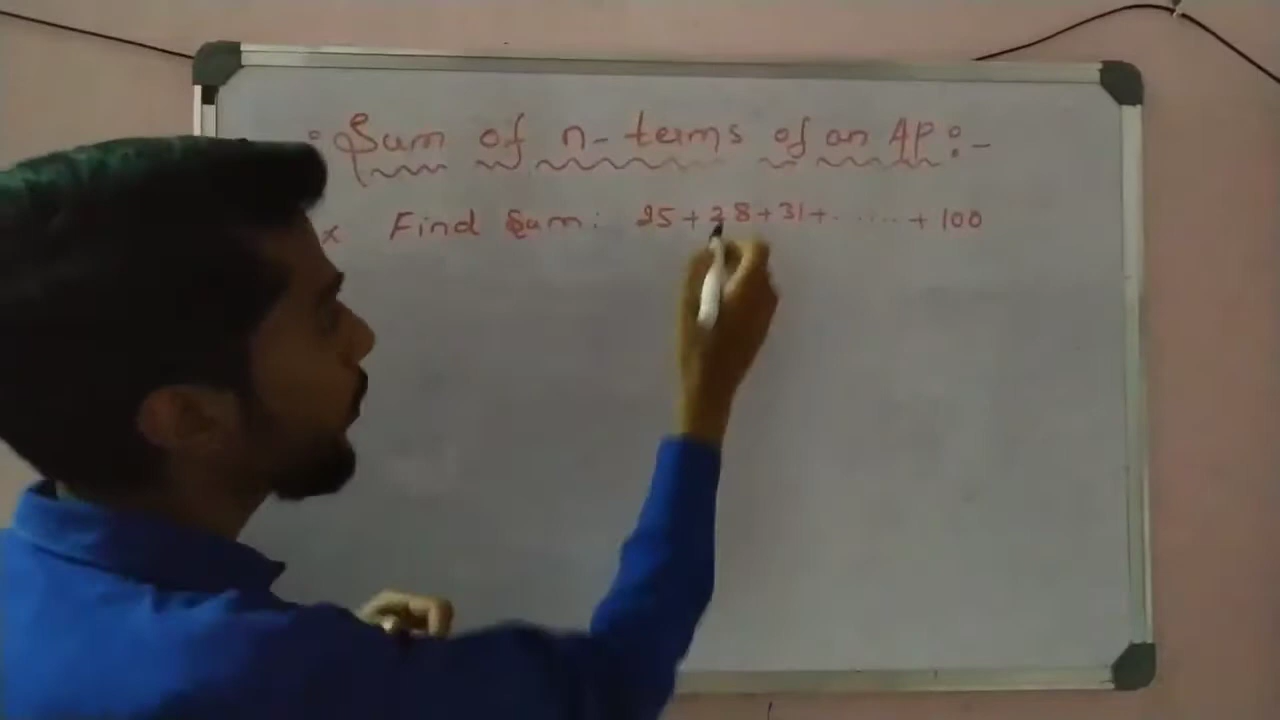 Sum of n-terms of an AP:-
x Find Sum: 25+28+31+.......+100